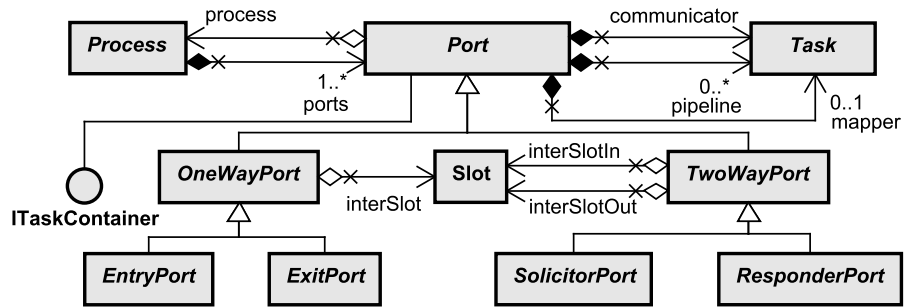 process
communicator
Process
Port
Task
1..*
ports
0..*
pipeline
0..1
mapper
OneWayPort
Slot
TwoWayPort
interSlotIn
interSlot
interSlotOut
ITaskContainer
EntryPort
ExitPort
SolicitorPort
ResponderPort